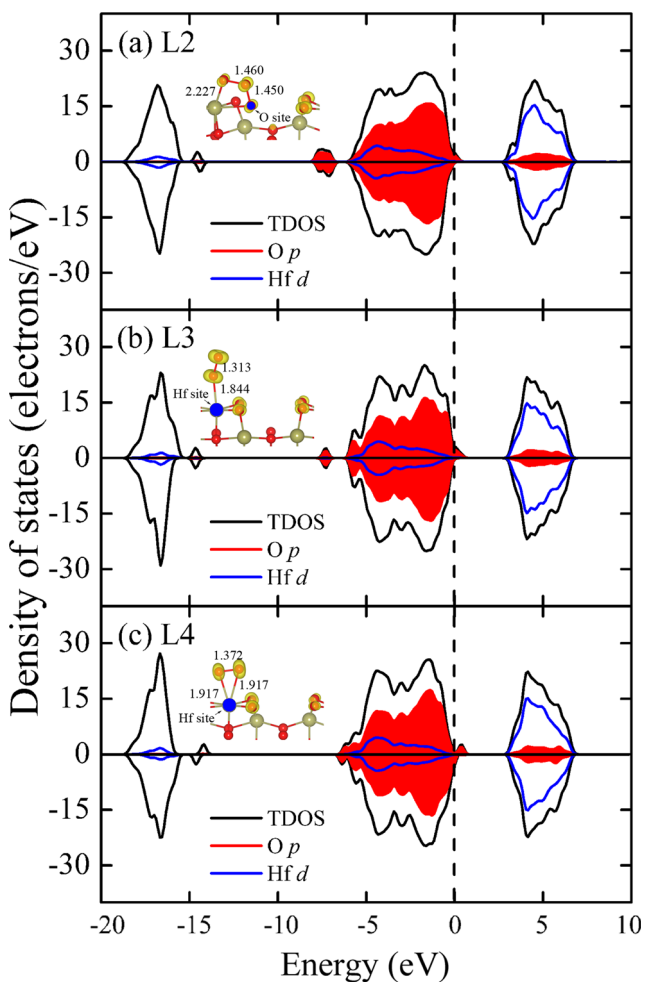 (a) L2
1.460
1.450
2.227
O site
30
15
0
-15
-30
TDOS
O p
Hf d
(b) L3
1.313
Hf site
1.844
30
15
0
-15
-30
TDOS
O p
Hf d
(c) L4
1.372
1.917
1.917
Hf site
30
15
0
-15
-30
TDOS
O p
Hf d
-20 -15 -10 -5 0 5 10
Energy (eV)
Density of states (electrons/eV)